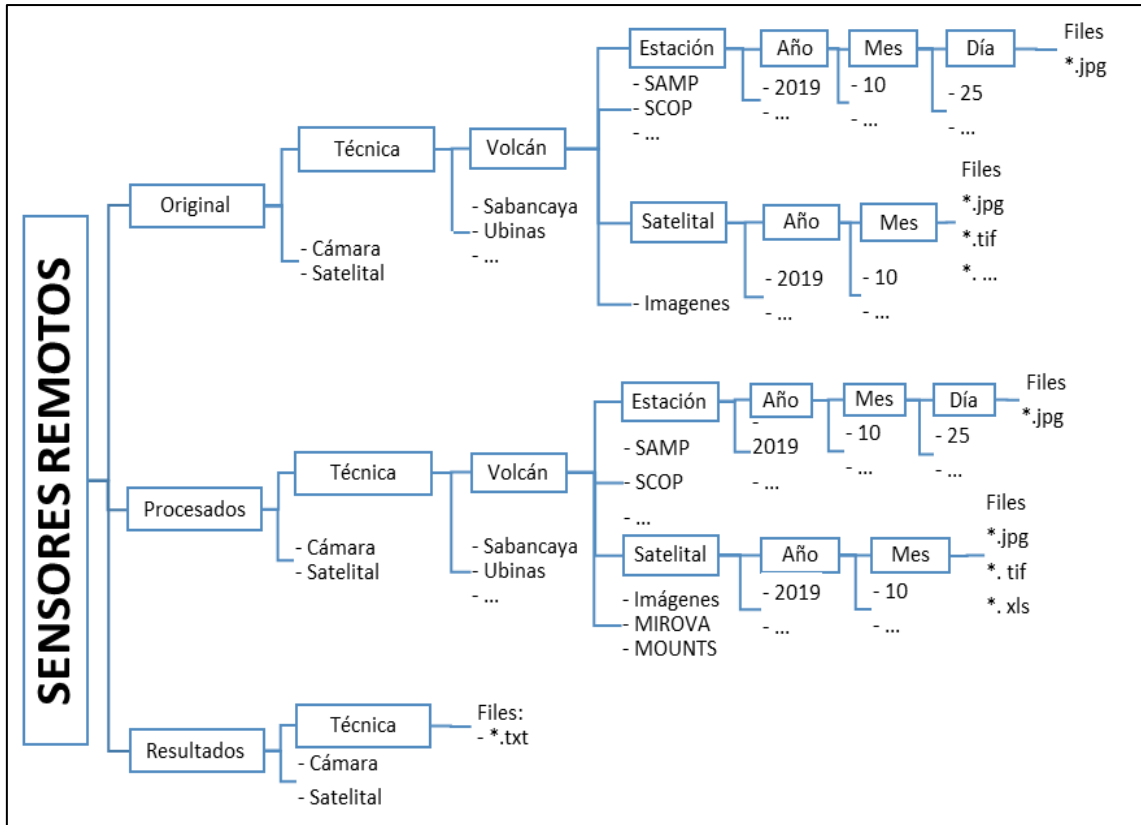 SENSORES REMOTOS
Original
Técnica
- Cámara
- Satelital
Volcán
- Sabancaya
- Ubinas
- ...
Estación
- SAMP
- SCOP
- ...
Año
- 2019
- ...
Mes
- 10
- ...
Día
- 25
- ...
Files
*.jpg
Satelital
- Imagenes
Año
- 2019
- ...
Mes
- 10
- ...
Files
*.jpg
*.tif
*. ...
Procesados
Técnica
- Cámara
- Satelital
Volcán
- Sabancaya
- Ubinas
- ...
Estación
- SAMP
- SCOP
- ...
Año
-
2019
- ...
Mes
- 10
- ...
Día
- 25
- ...
Files
*.jpg
Satelital
- Imágenes
- MIROVA
- MOUNTS
Año
- 2019
- ...
Mes
- 10
- ...
Files
*.jpg
*. tif
*. xls
Resultados
Técnica
- Cámara
- Satelital
Files:
- *.txt